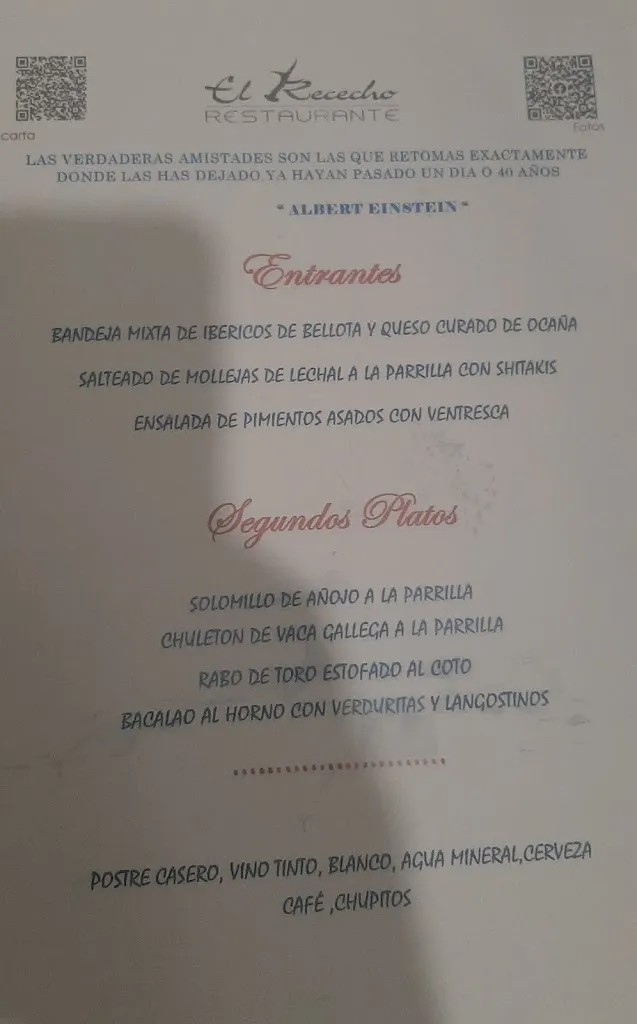 El Rececho
RESTAURANTE
carta
Fotos
LAS VERDADERAS AMISTADES SON LAS QUE RETOMAS EXACTAMENTE
DONDE LAS HAS DEJADO,YA HAYAN PASADO UN DIA O 40 AÑOS
" ALBERT EINSTEIN "
Entrantes
BANDEJA MIXTA DE IBERICOS DE BELLOTA Y QUESO CURADO DE OCAÑA
SALTEADO DE MOLLEJAS DE LECHAL A LA PARRILLA CON SHITAKIS
ENSALADA DE PIMIENTOS ASADOS CON VENTRESCA
Segundos Platos
SOLOMILLO DE AÑOJO A LA PARRILLA
CHULETON DE VACA GALLEGA A LA PARRILLA
RABO DE TORO ESTOFADO AL COTO
BACALAO AL HORNO CON VERDURITAS Y LANGOSTINOS
POSTRE CASERO, VINO TINTO, BLANCO, AGUA MINERAL,CERVEZA
CAFÉ ,CHUPITOS